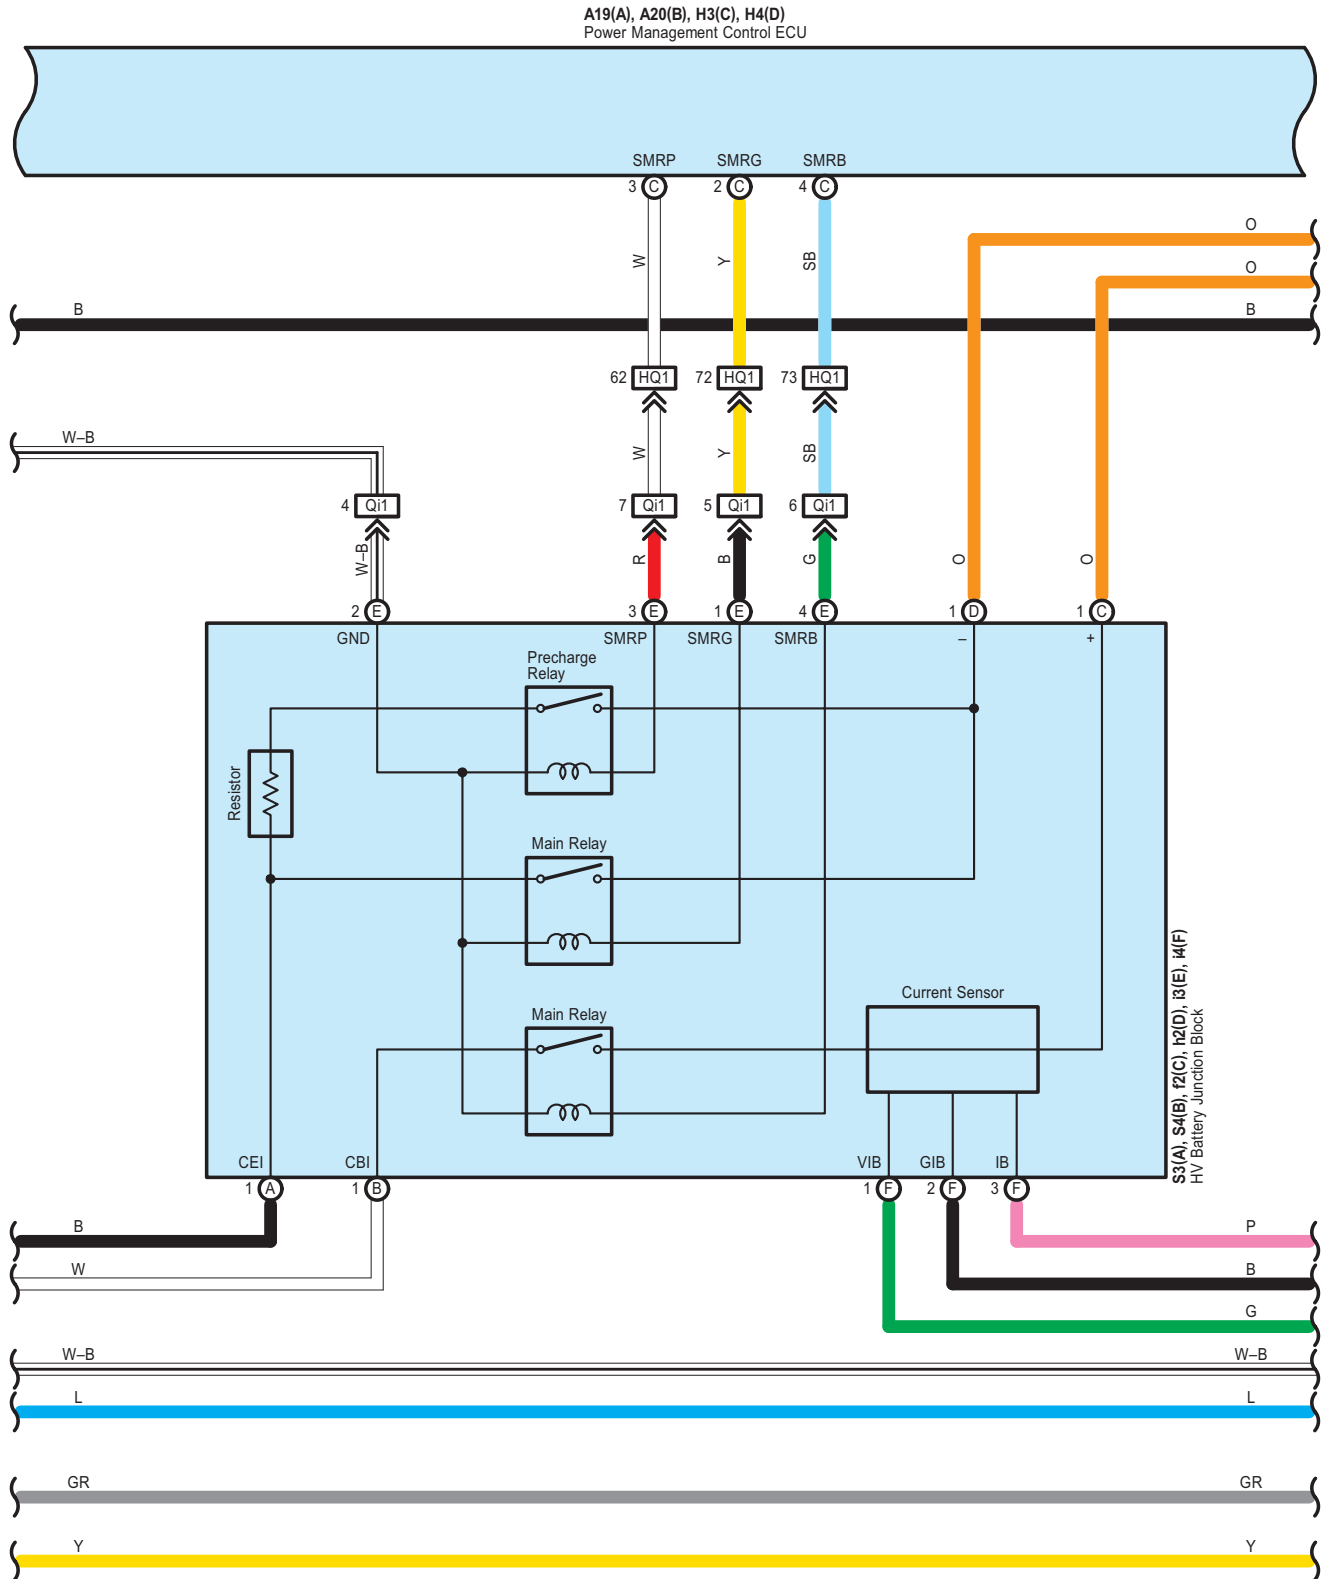 A19(A), A20(B), H3(C), H4(D)
Power Management Control ECU
SMRP SMRG SMRB
3 C 2 C 4 C
O
W Y SB
O
B B
62 HQ1 72 HQ1 73 HQ1
W–B
W Y SB
4 Qi1 7 Qi1 5 Qi1 6 Qi1
W–B R B G O O
2 E 3 E 1 E 4 E 1 D 1 C
GND SMRP SMRG SMRB – +
Precharge
Relay
Resistor
Main Relay
Current Sensor
Main Relay
S3(A), S4(B), f2(C), h2(D), i3(E), i4(F)
HV Battery Junction Block
CEI CBI VIB GIB IB
1 A 1 B 1 F 2 F 3 F
B P
W B
G
W–B W–B
L L
GR GR
Y Y